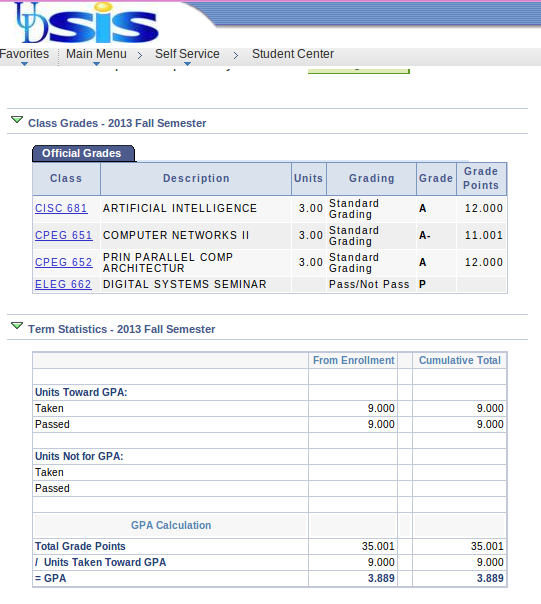 UDSIS
Favorites Main Menu > Self Service > Student Center
Class Grades - 2013 Fall Semester
Official Grades
Class Description Units Grading Grade Grade Points
CISC 681 ARTIFICIAL INTELLIGENCE 3.00 Standard Grading A 12.000
CPEG 651 COMPUTER NETWORKS II 3.00 Standard Grading A- 11.001
CPEG 652 PRIN PARALLEL COMP ARCHITECTUR 3.00 Standard Grading A 12.000
ELEG 662 DIGITAL SYSTEMS SEMINAR Pass/Not Pass P
Term Statistics - 2013 Fall Semester
From Enrollment Cumulative Total
Units Toward GPA:
Taken 9.000 9.000
Passed 9.000 9.000
Units Not for GPA:
Taken
Passed
GPA Calculation
Total Grade Points 35.001 35.001
/ Units Taken Toward GPA 9.000 9.000
= GPA 3.889 3.889